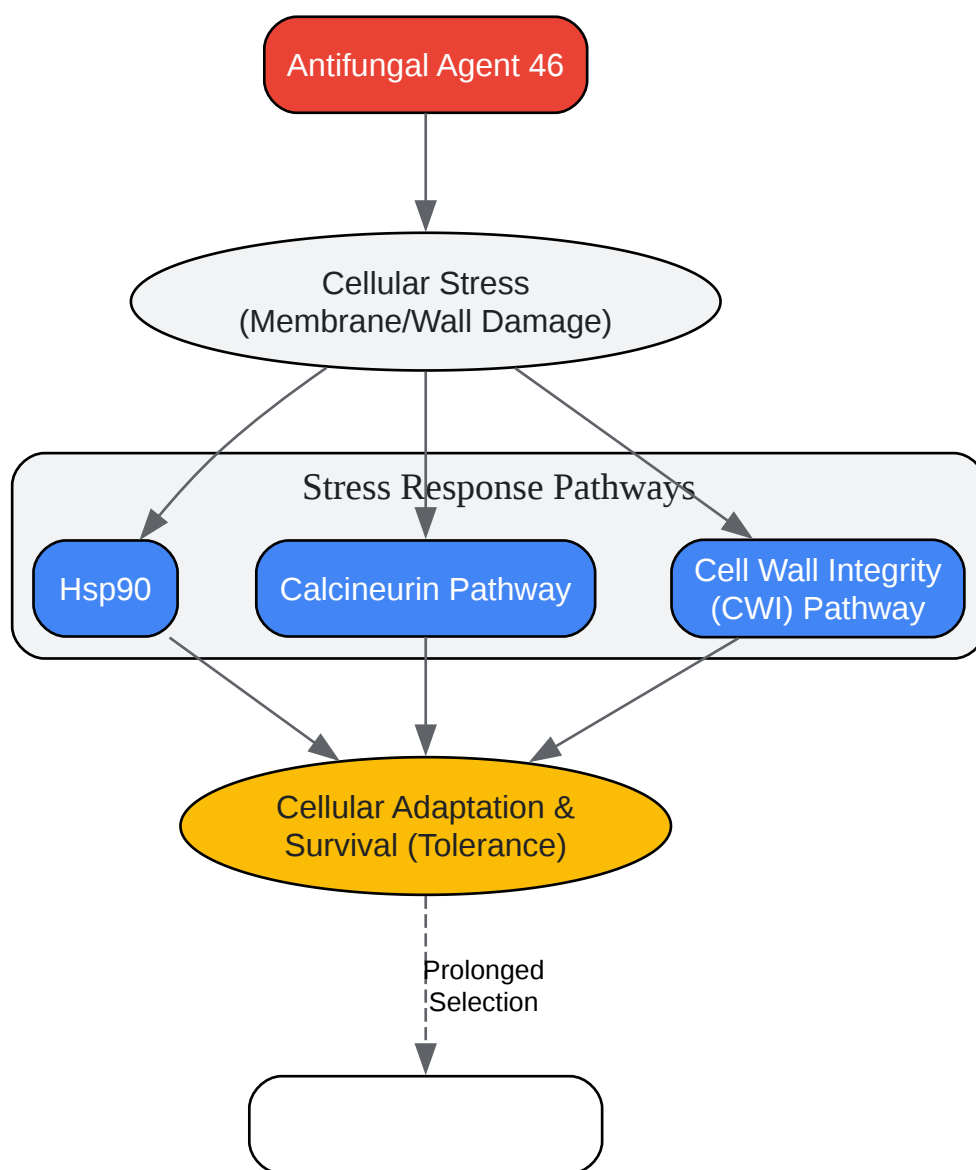 Antifungal Agent 46
Cellular Stress
(Membrane/Wall Damage)
Stress Response Pathways
Hsp90
Calcineurin Pathway
Cell Wall Integrity
(CWI) Pathway
Cellular Adaptation &
Survival (Tolerance)
Prolonged
Selection